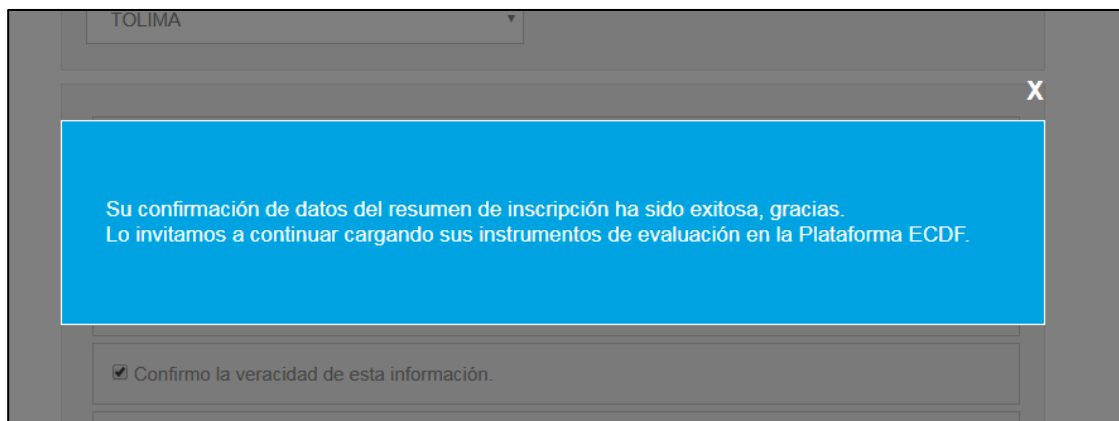 TOLIMA
X
Su confirmación de datos del resumen de inscripción ha sido exitosa, gracias.
Lo invitamos a continuar cargando sus instrumentos de evaluación en la Plataforma ECDF.
Confirmo la veracidad de esta información.